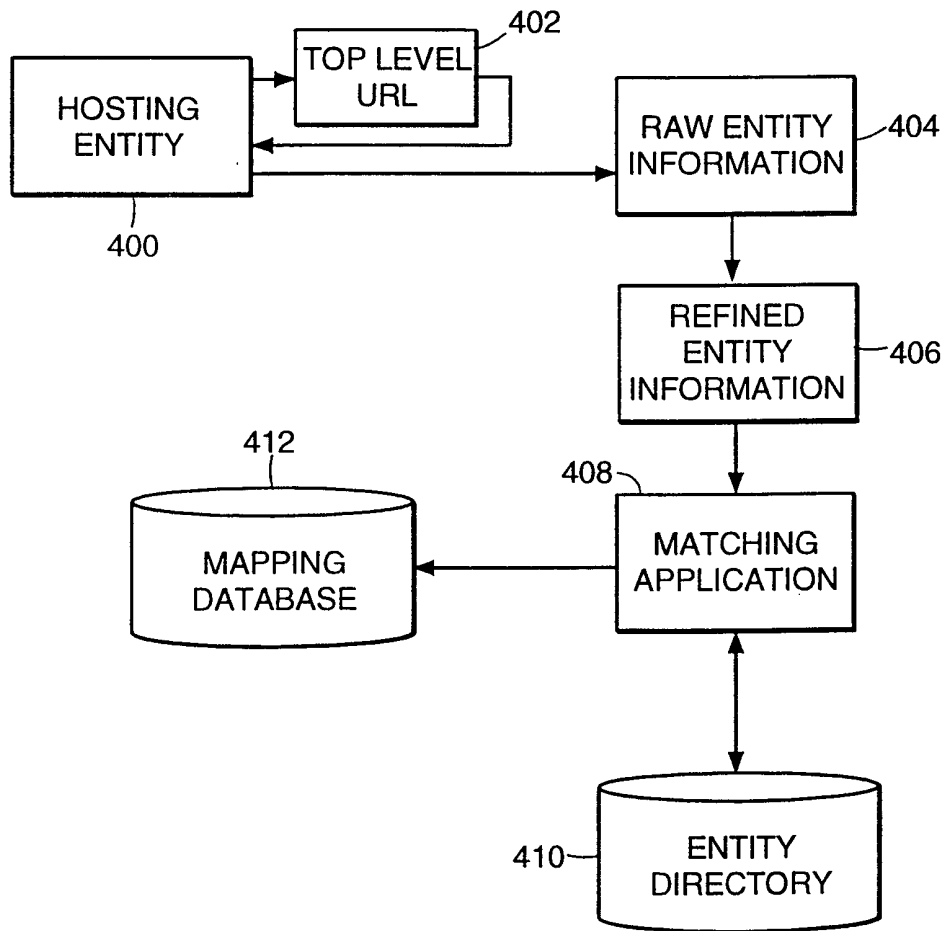 402
TOP LEVEL
URL
HOSTING
ENTITY
400
RAW ENTITY
INFORMATION
404
REFINED
ENTITY
INFORMATION
406
412
MAPPING
DATABASE
408
MATCHING
APPLICATION
410
ENTITY
DIRECTORY